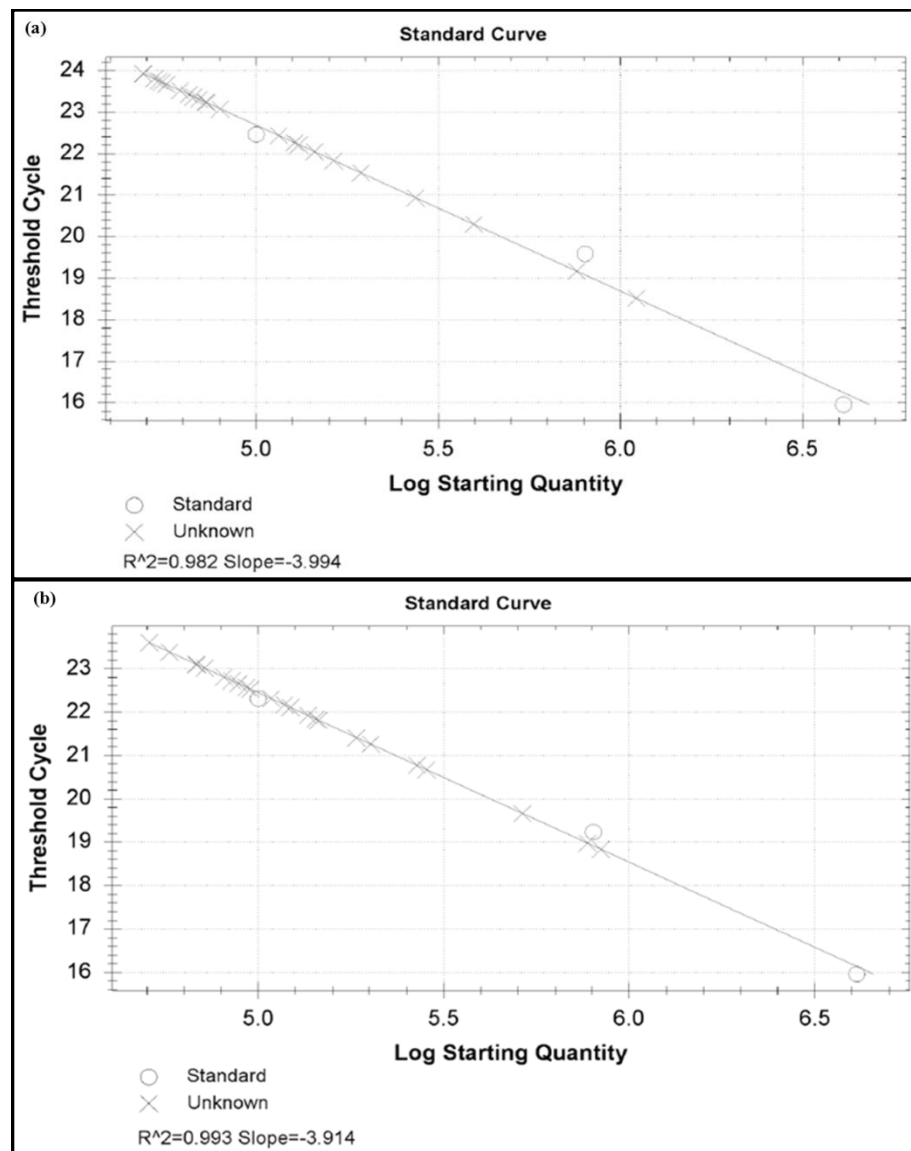 (a)
Standard Curve
24
23
22
21
20
19
18
17
16
Threshold Cycle
5.0 5.5 6.0 6.5
Log Starting Quantity
Standard
Unknown
R^2=0.982 Slope=-3.994
(b)
Standard Curve
23
22
21
20
19
18
17
16
Threshold Cycle
5.0 5.5 6.0 6.5
Log Starting Quantity
Standard
Unknown
R^2=0.993 Slope=-3.914